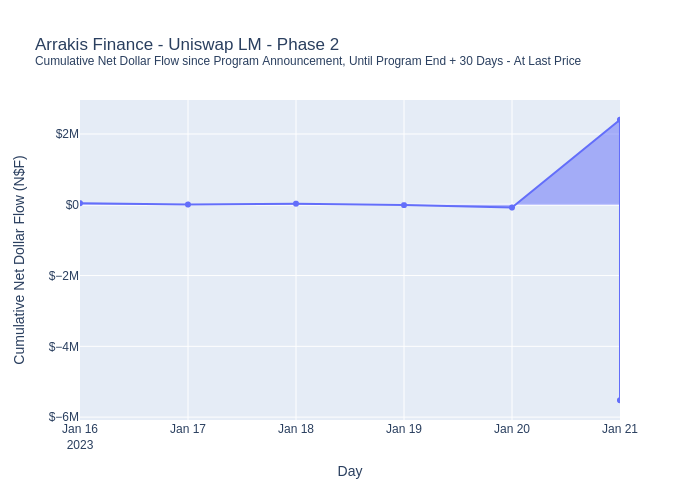 Arrakis Finance - Uniswap LM - Phase 2
Cumulative Net Dollar Flow since Program Announcement, Until Program End + 30 Days - At Last Price
Cumulative Net Dollar Flow (N$F)
$2M
$0
$−2M
$−4M
$−6M
Jan 16
2023
Jan 17
Jan 18
Jan 19
Jan 20
Jan 21
Day